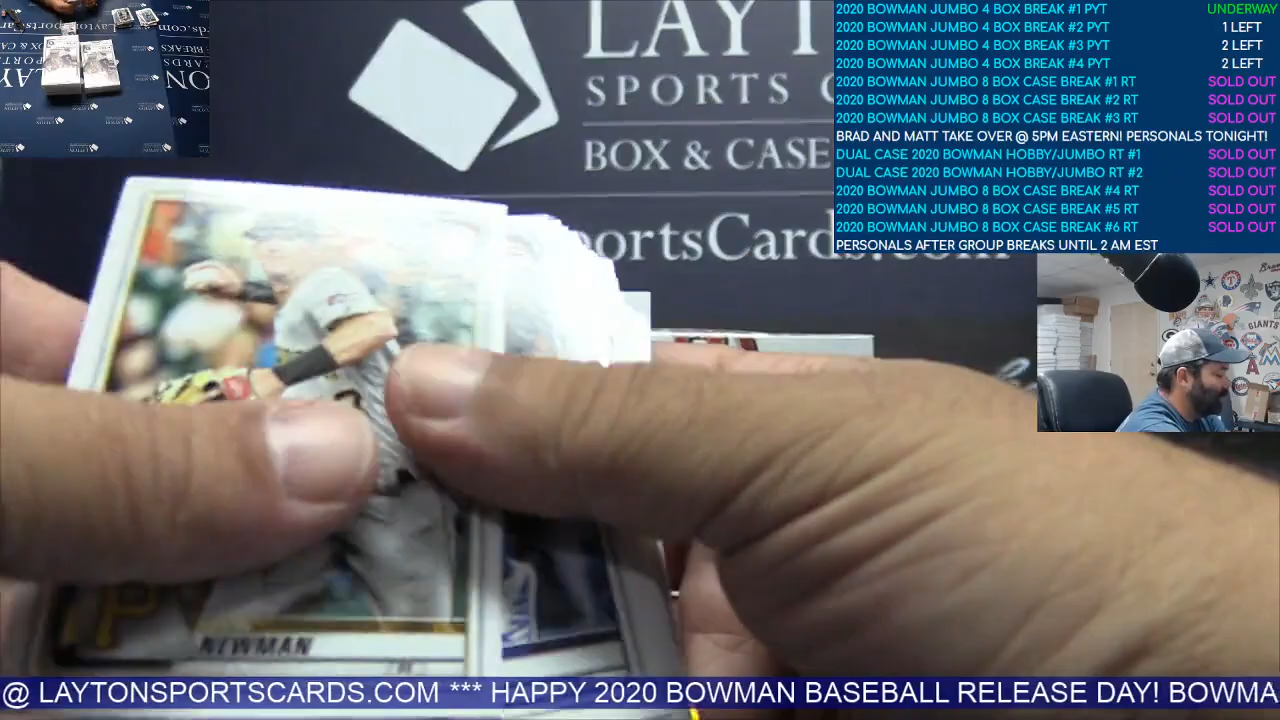 2020 BOWMAN JUMBO 4 BOX BREAK #1 PYT UNDERWAY
2020 BOWMAN JUMBO 4 BOX BREAK #2 PYT 1 LEFT
2020 BOWMAN JUMBO 4 BOX BREAK #3 PYT 2 LEFT
2020 BOWMAN JUMBO 4 BOX BREAK #4 PYT 2 LEFT
2020 BOWMAN JUMBO 8 BOX CASE BREAK #1 RT SOLD OUT
2020 BOWMAN JUMBO 8 BOX CASE BREAK #2 RT SOLD OUT
2020 BOWMAN JUMBO 8 BOX CASE BREAK #3 RT SOLD OUT
BRAD AND MATT TAKE OVER @ 5PM EASTERN! PERSONALS TONIGHT!
DUAL CASE 2020 BOWMAN HOBBY/JUMBO RT #1 SOLD OUT
DUAL CASE 2020 BOWMAN HOBBY/JUMBO RT #2 SOLD OUT
2020 BOWMAN JUMBO 8 BOX CASE BREAK #4 RT SOLD OUT
2020 BOWMAN JUMBO 8 BOX CASE BREAK #5 RT SOLD OUT
2020 BOWMAN JUMBO 8 BOX CASE BREAK #6 RT SOLD OUT
PERSONALS AFTER GROUP BREAKS UNTIL 2 AM EST
LAYT
SPORTS C
BOX & CASE
portsCards.com
GIANTS
P
NEWMAN
@ LAYTONSPORTSCARDS.COM *** HAPPY 2020 BOWMAN BASEBALL RELEASE DAY! BOWMA